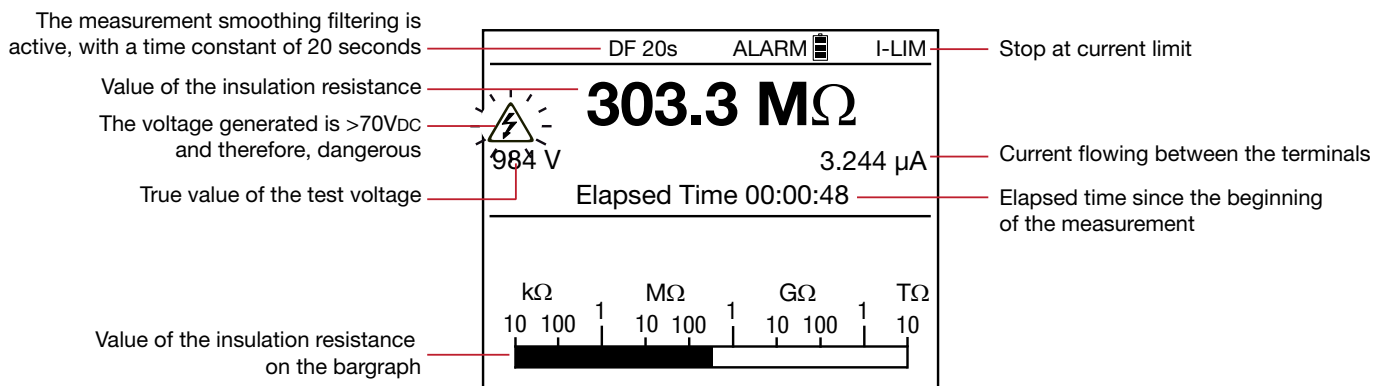 The measurement smoothing filtering is
active, with a time constant of 20 seconds
DF 20s ALARM I-LIM
Stop at current limit
Value of the insulation resistance
303.3 MΩ
The voltage generated is >70VDC
and therefore, dangerous
984 V
3.244 µA
Current flowing between the terminals
True value of the test voltage
Elapsed Time 00:00:48
Elapsed time since the beginning
of the measurement
kΩ MΩ GΩ TΩ
10 100 1 10 100 1 10 100 1 10
Value of the insulation resistance
on the bargraph